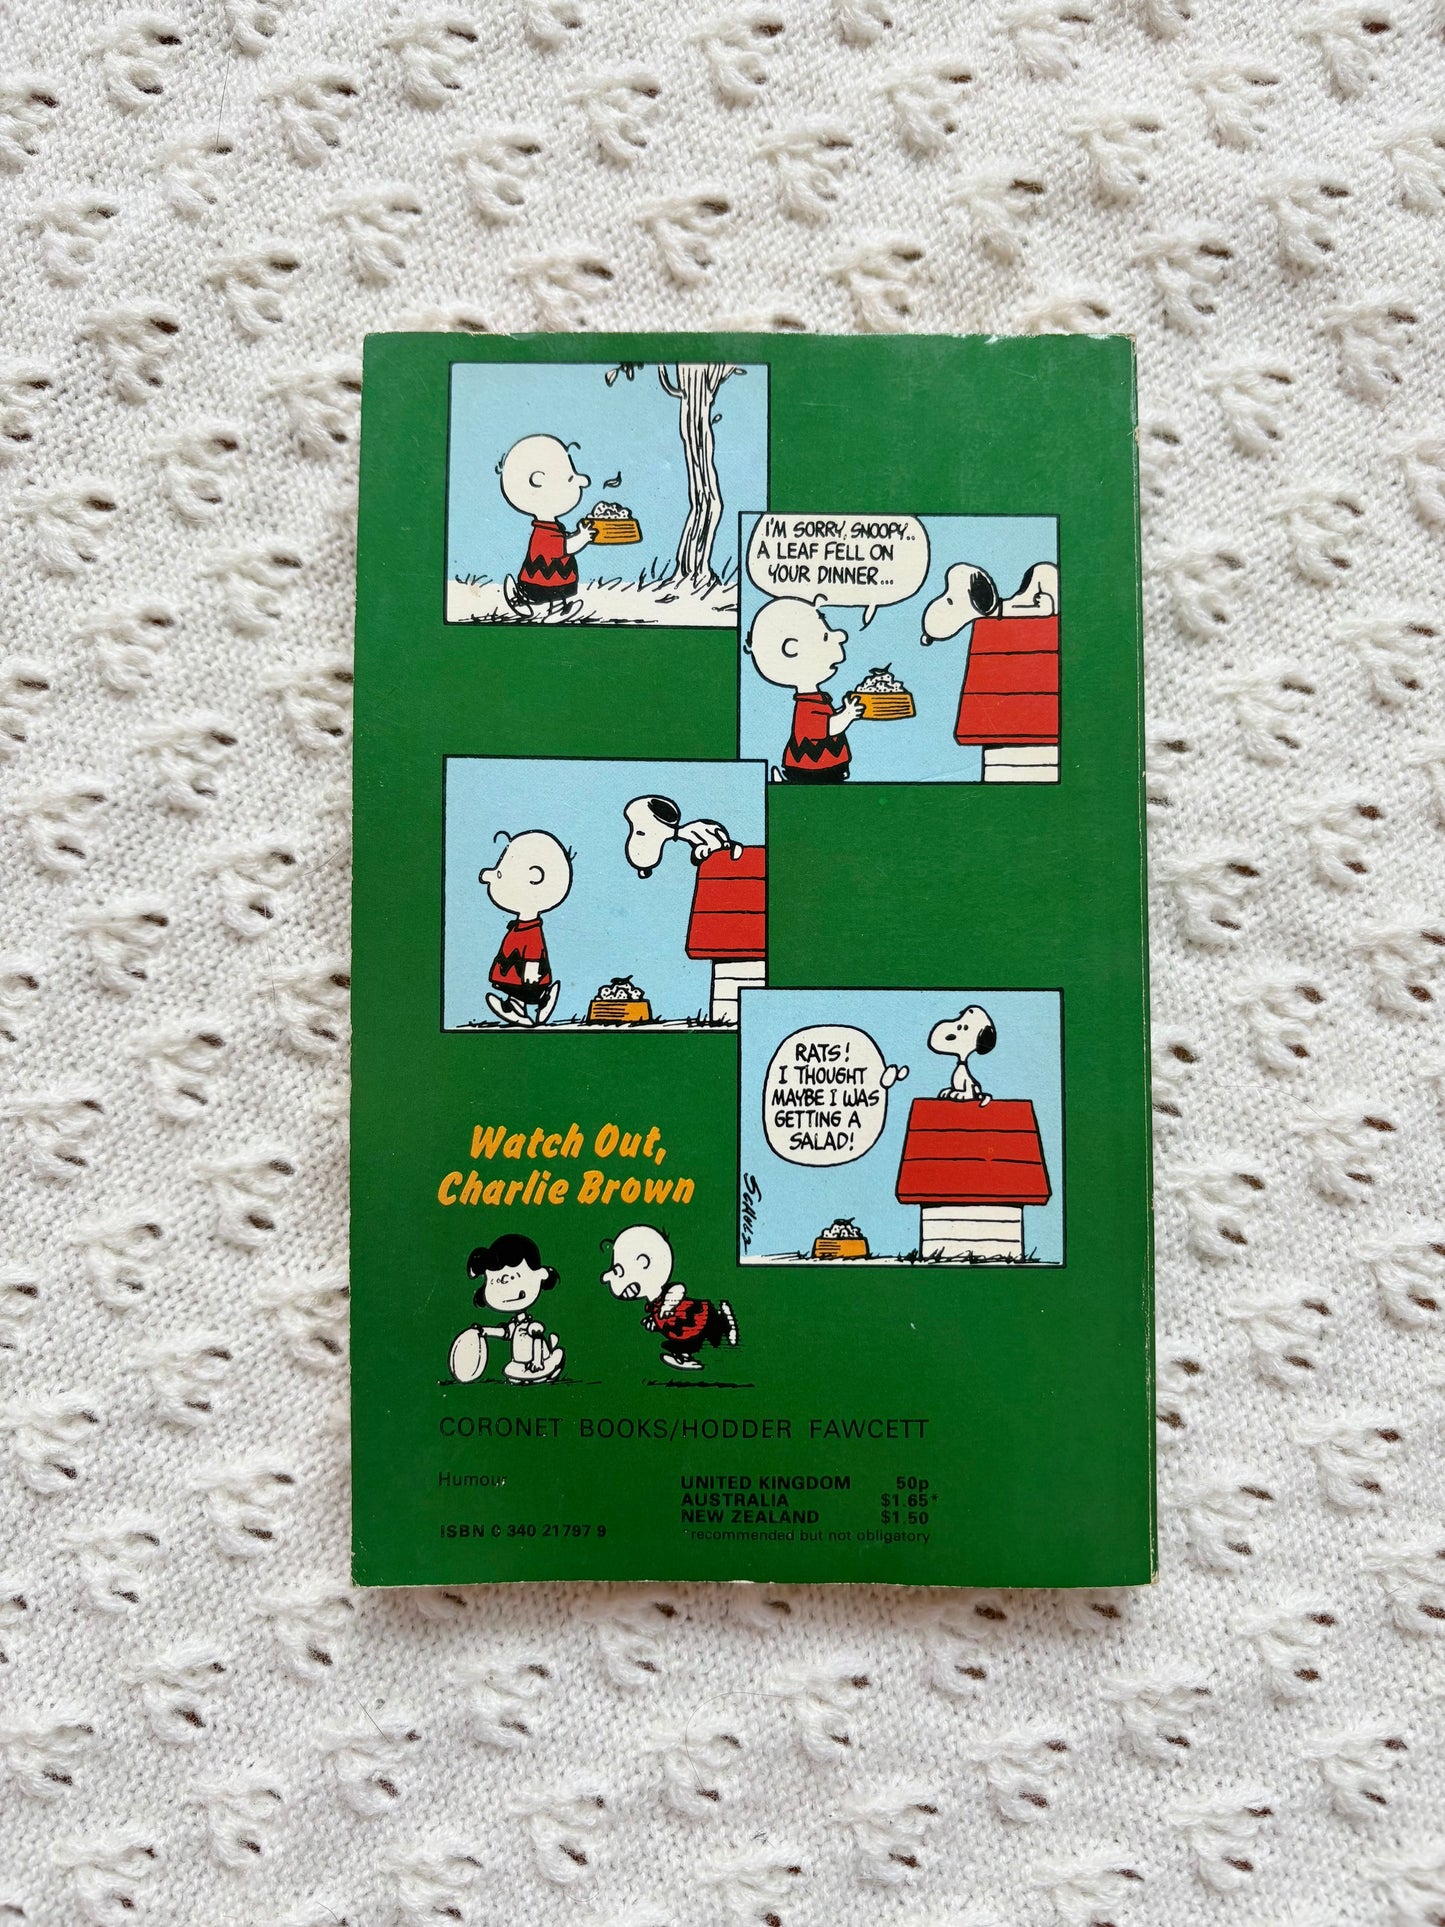 I'M SORRY, SNOOPY..
A LEAF FELL ON
YOUR DINNER...
RATS!
I THOUGHT
MAYBE I WAS
GETTING A
SALAD!
SCHULZ
Watch Out,
Charlie Brown
CORONET BOOKS/HODDER FAWCETT
Humour
UNITED KINGDOM 50p
AUSTRALIA $1.65*
NEW ZEALAND $1.50
*recommended but not obligatory
ISBN 0 340 21797 9